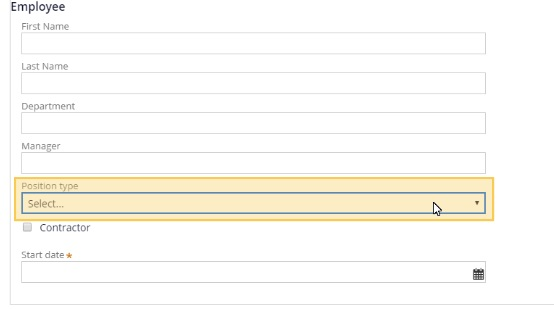 Employee
First Name
Last Name
Department
Manager
Position type
Select...
Contractor
Start date ★